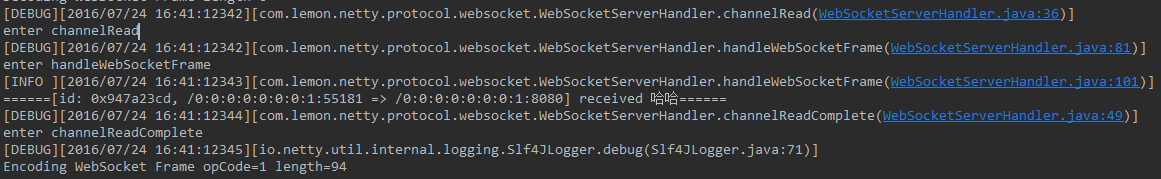 [DEBUG][2016/07/24 16:41:12342][com.lemon.netty.protocol.websocket.WebSocketServerHandler.channelRead(WebSocketServerHandler.java:36)]
enter channelRead
[DEBUG][2016/07/24 16:41:12342][com.lemon.netty.protocol.websocket.WebSocketServerHandler.handleWebSocketFrame(WebSocketServerHandler.java:81)]
enter handleWebSocketFrame
[INFO ][2016/07/24 16:41:12343][com.lemon.netty.protocol.websocket.WebSocketServerHandler.handleWebSocketFrame(WebSocketServerHandler.java:101)]
======[id: 0x947a23cd, /0:0:0:0:0:0:0:1:55181 => /0:0:0:0:0:0:0:1:8080] received 哈哈======
[DEBUG][2016/07/24 16:41:12344][com.lemon.netty.protocol.websocket.WebSocketServerHandler.channelReadComplete(WebSocketServerHandler.java:49)]
enter channelReadComplete
[DEBUG][2016/07/24 16:41:12345][io.netty.util.internal.logging.Slf4JLogger.debug(Slf4JLogger.java:71)]
Encoding WebSocket Frame opCode=1 length=94